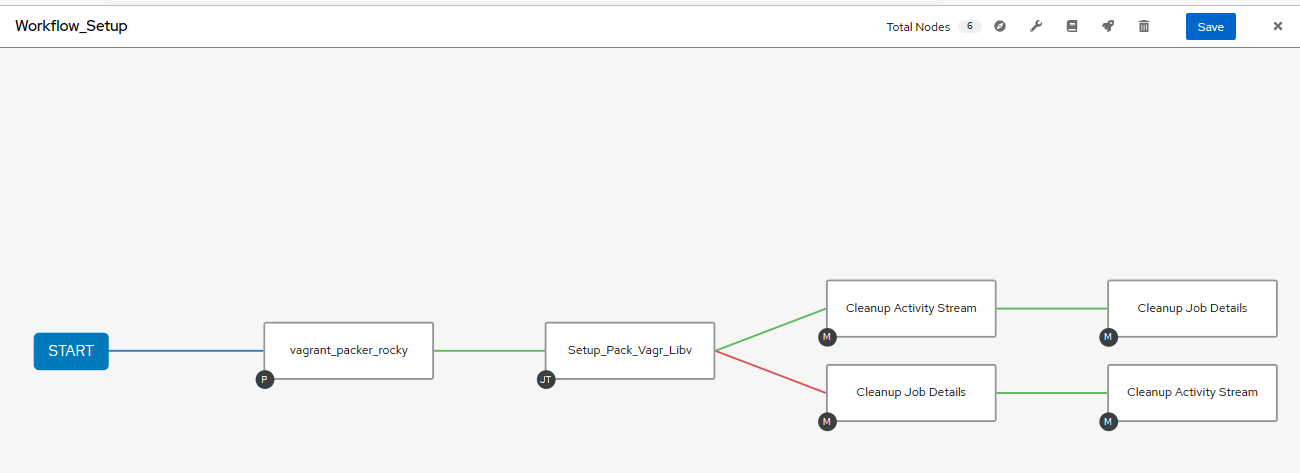 Workflow_Setup
Total Nodes 6
Save
Cleanup Activity Stream
M
Cleanup Job Details
M
START
vagrant_packer_rocky
P
Setup_Pack_Vagr_Libv
JT
Cleanup Job Details
M
Cleanup Activity Stream
M